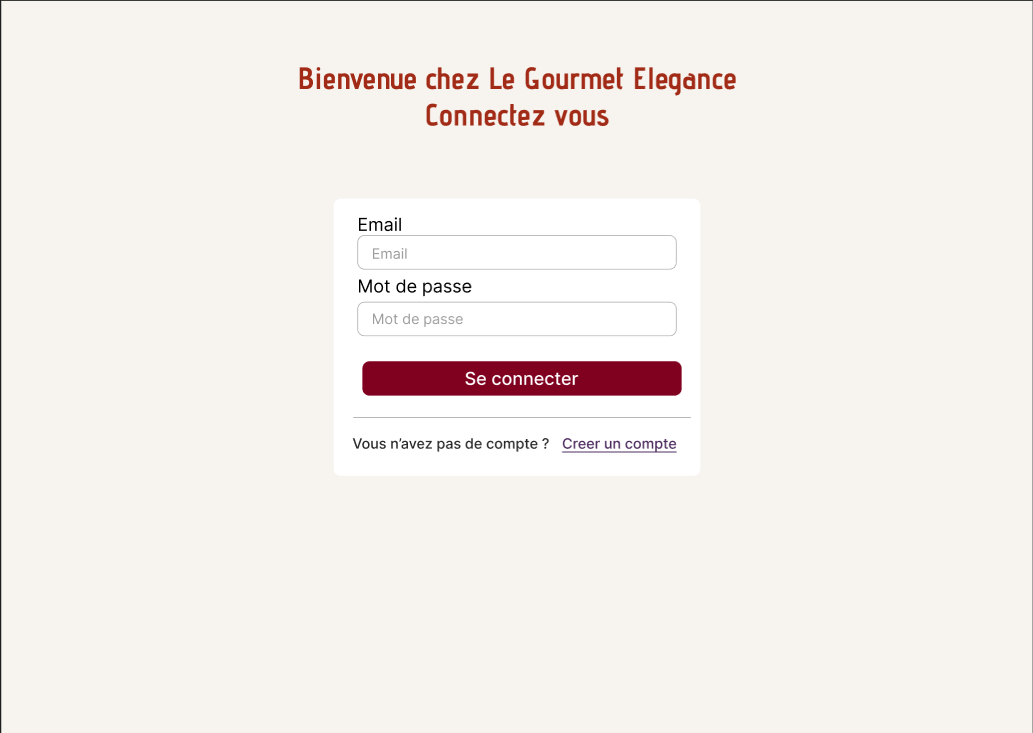 Bienvenue chez Le Gourmet Elegance
Connectez vous
Email
Email
Mot de passe
Mot de passe
Se connecter
Vous n’avez pas de compte ? Creer un compte